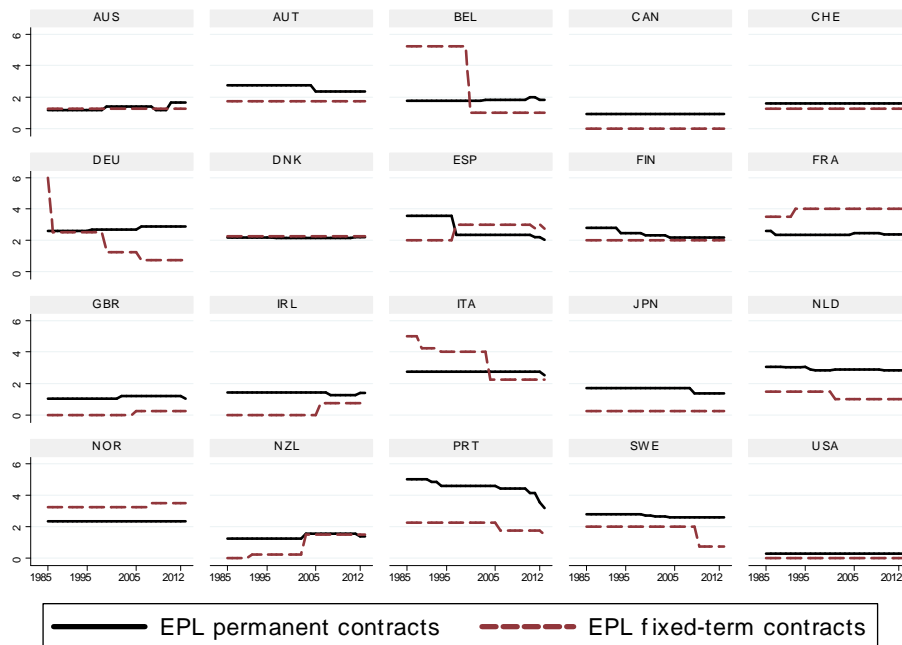 AUS AUT BEL CAN CHE
6
4
2
0
DEU DNK ESP FIN FRA
6
4
2
0
GBR IRL ITA JPN NLD
6
4
2
0
NOR NZL PRT SWE USA
6
4
2
0
1985 1995 2005 2012 1985 1995 2005 2012 1985 1995 2005 2012 1985 1995 2005 2012 1985 1995 2005 2012
EPL permanent contracts EPL fixed-term contracts